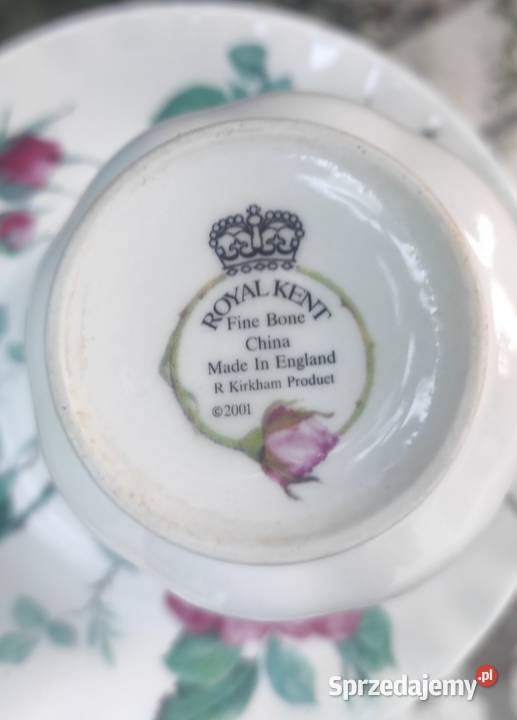 ROYAL KENT
Fine Bone
China
Made In England
R Kirkham Product
©2001
Sprzedajemy.pl